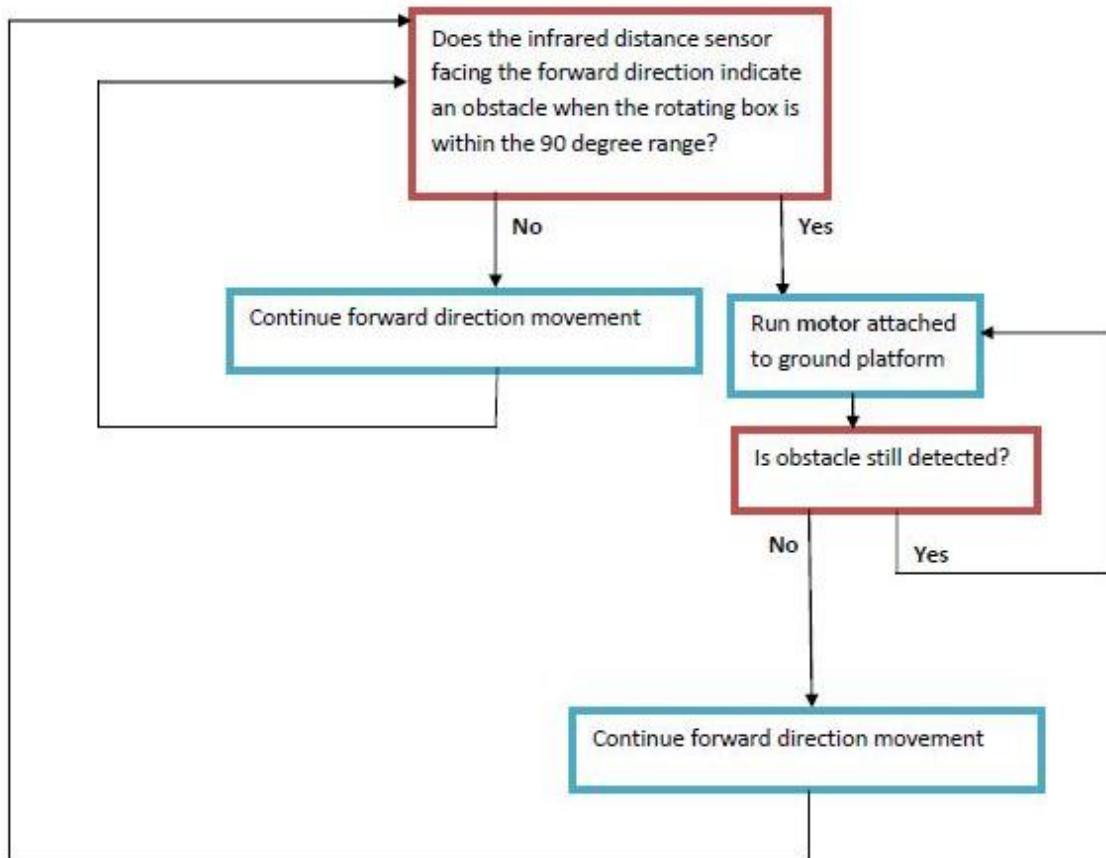 Does the infrared distance sensor
facing the forward direction indicate
an obstacle when the rotating box is
within the 90 degree range?
No
Yes
Continue forward direction movement
Run motor attached
to ground platform
Is obstacle still detected?
No
Yes
Continue forward direction movement